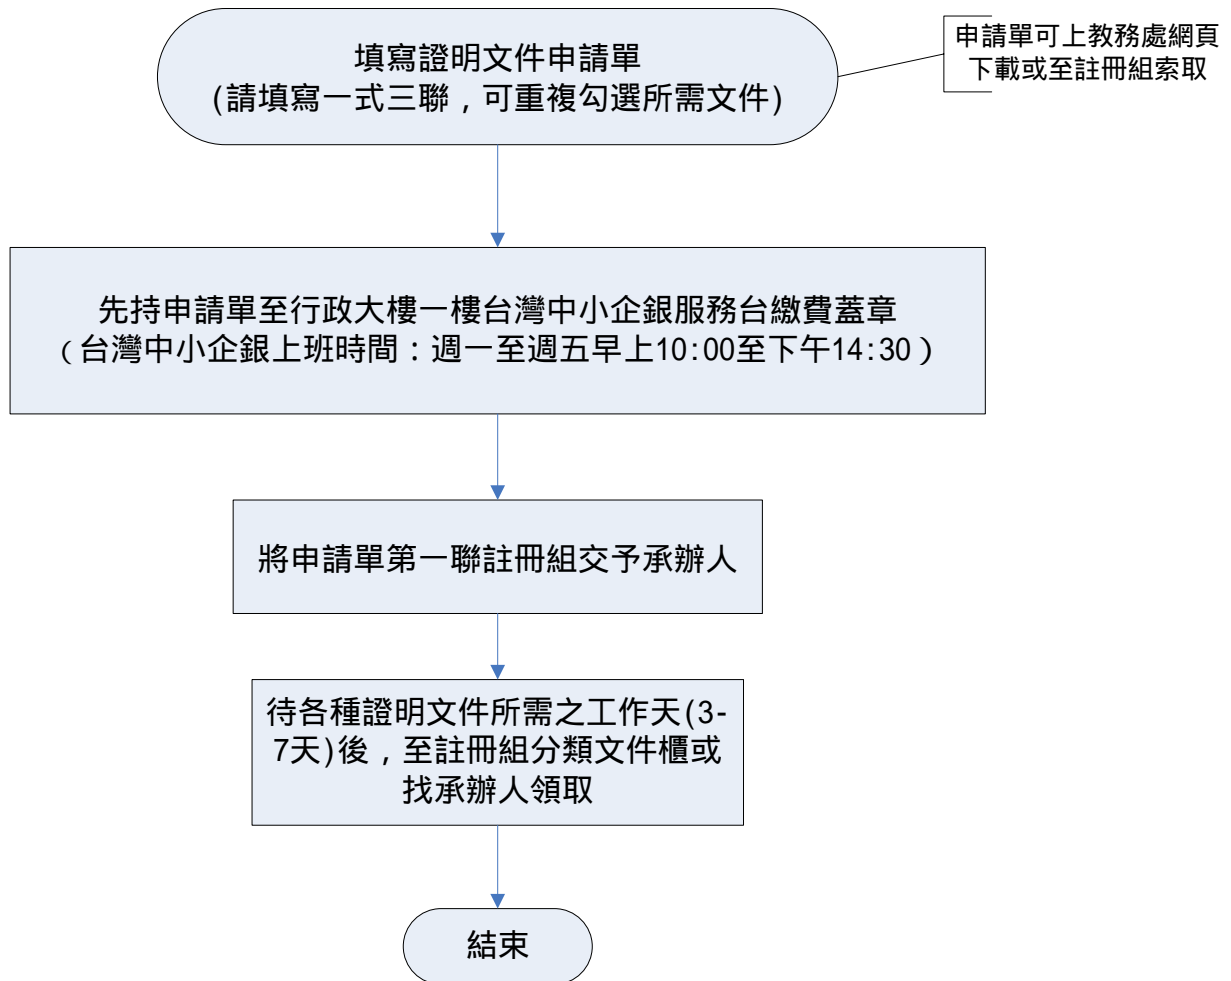 填寫證明文件申請單
(請填寫一式三聯，可重複勾選所需文件)
申請單可上教務處網頁
下載或至註冊組索取
先持申請單至行政大樓一樓台灣中小企銀服務台繳費蓋章
（台灣中小企銀上班時間：週一至週五早上10:00至下午14:30）
將申請單第一聯註冊組交予承辦人
待各種證明文件所需之工作天(3-
7天)後，至註冊組分類文件櫃或
找承辦人領取
結束